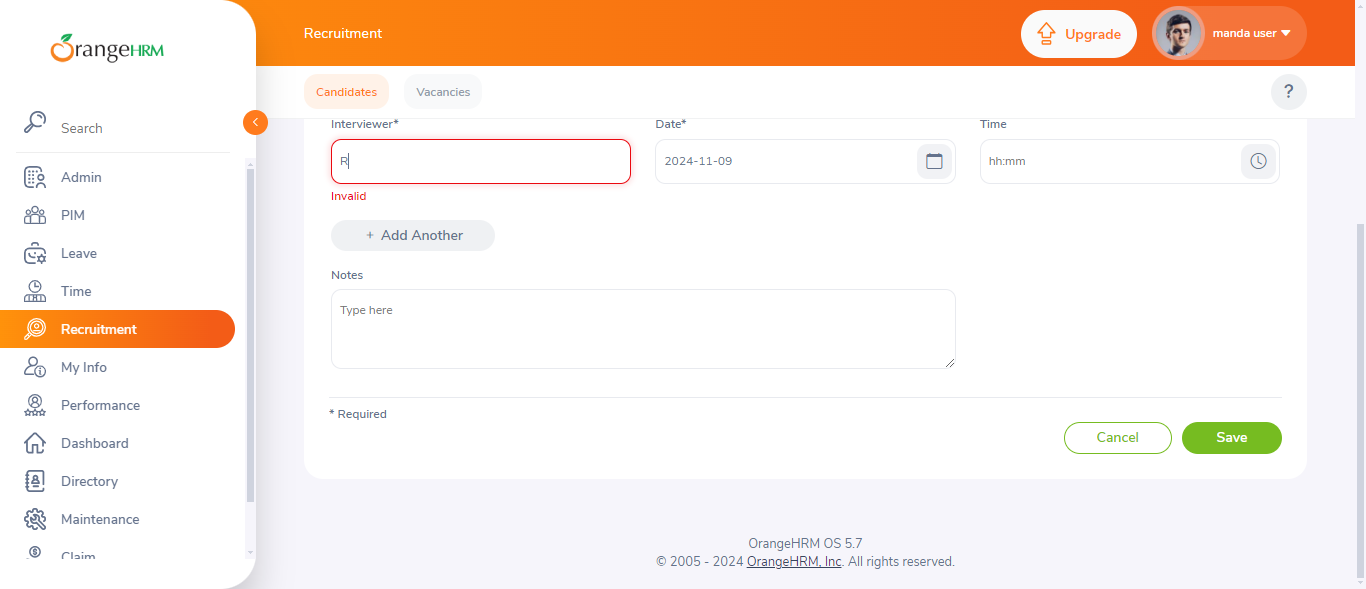 OrangeHRM
Recruitment
Upgrade
manda user
Candidates
Vacancies
?
Search
Admin
PIM
Leave
Time
Recruitment
My Info
Performance
Dashboard
Directory
Maintenance
Claim
Interviewer*
Date*
Time
R
2024-11-09
hh:mm
Invalid
+ Add Another
Notes
Type here
* Required
Cancel
Save
OrangeHRM OS 5.7
© 2005 - 2024 OrangeHRM, Inc. All rights reserved.